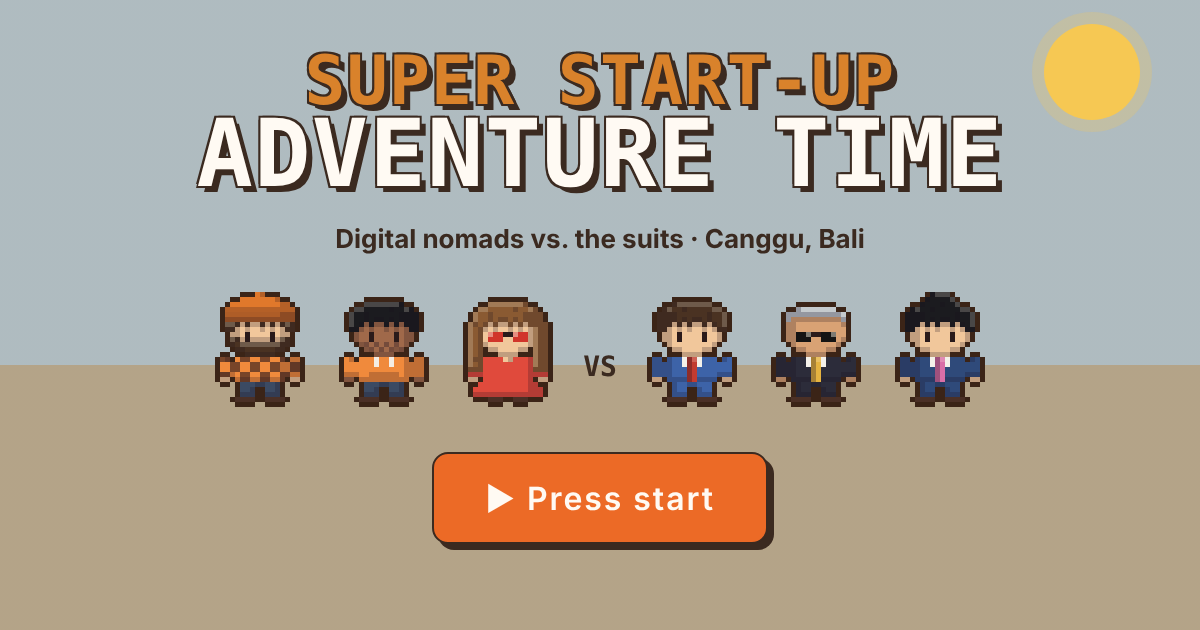 SUPER START-UP
ADVENTURE TIME
Digital nomads vs. the suits · Canggu, Bali
VS
▶ Press start